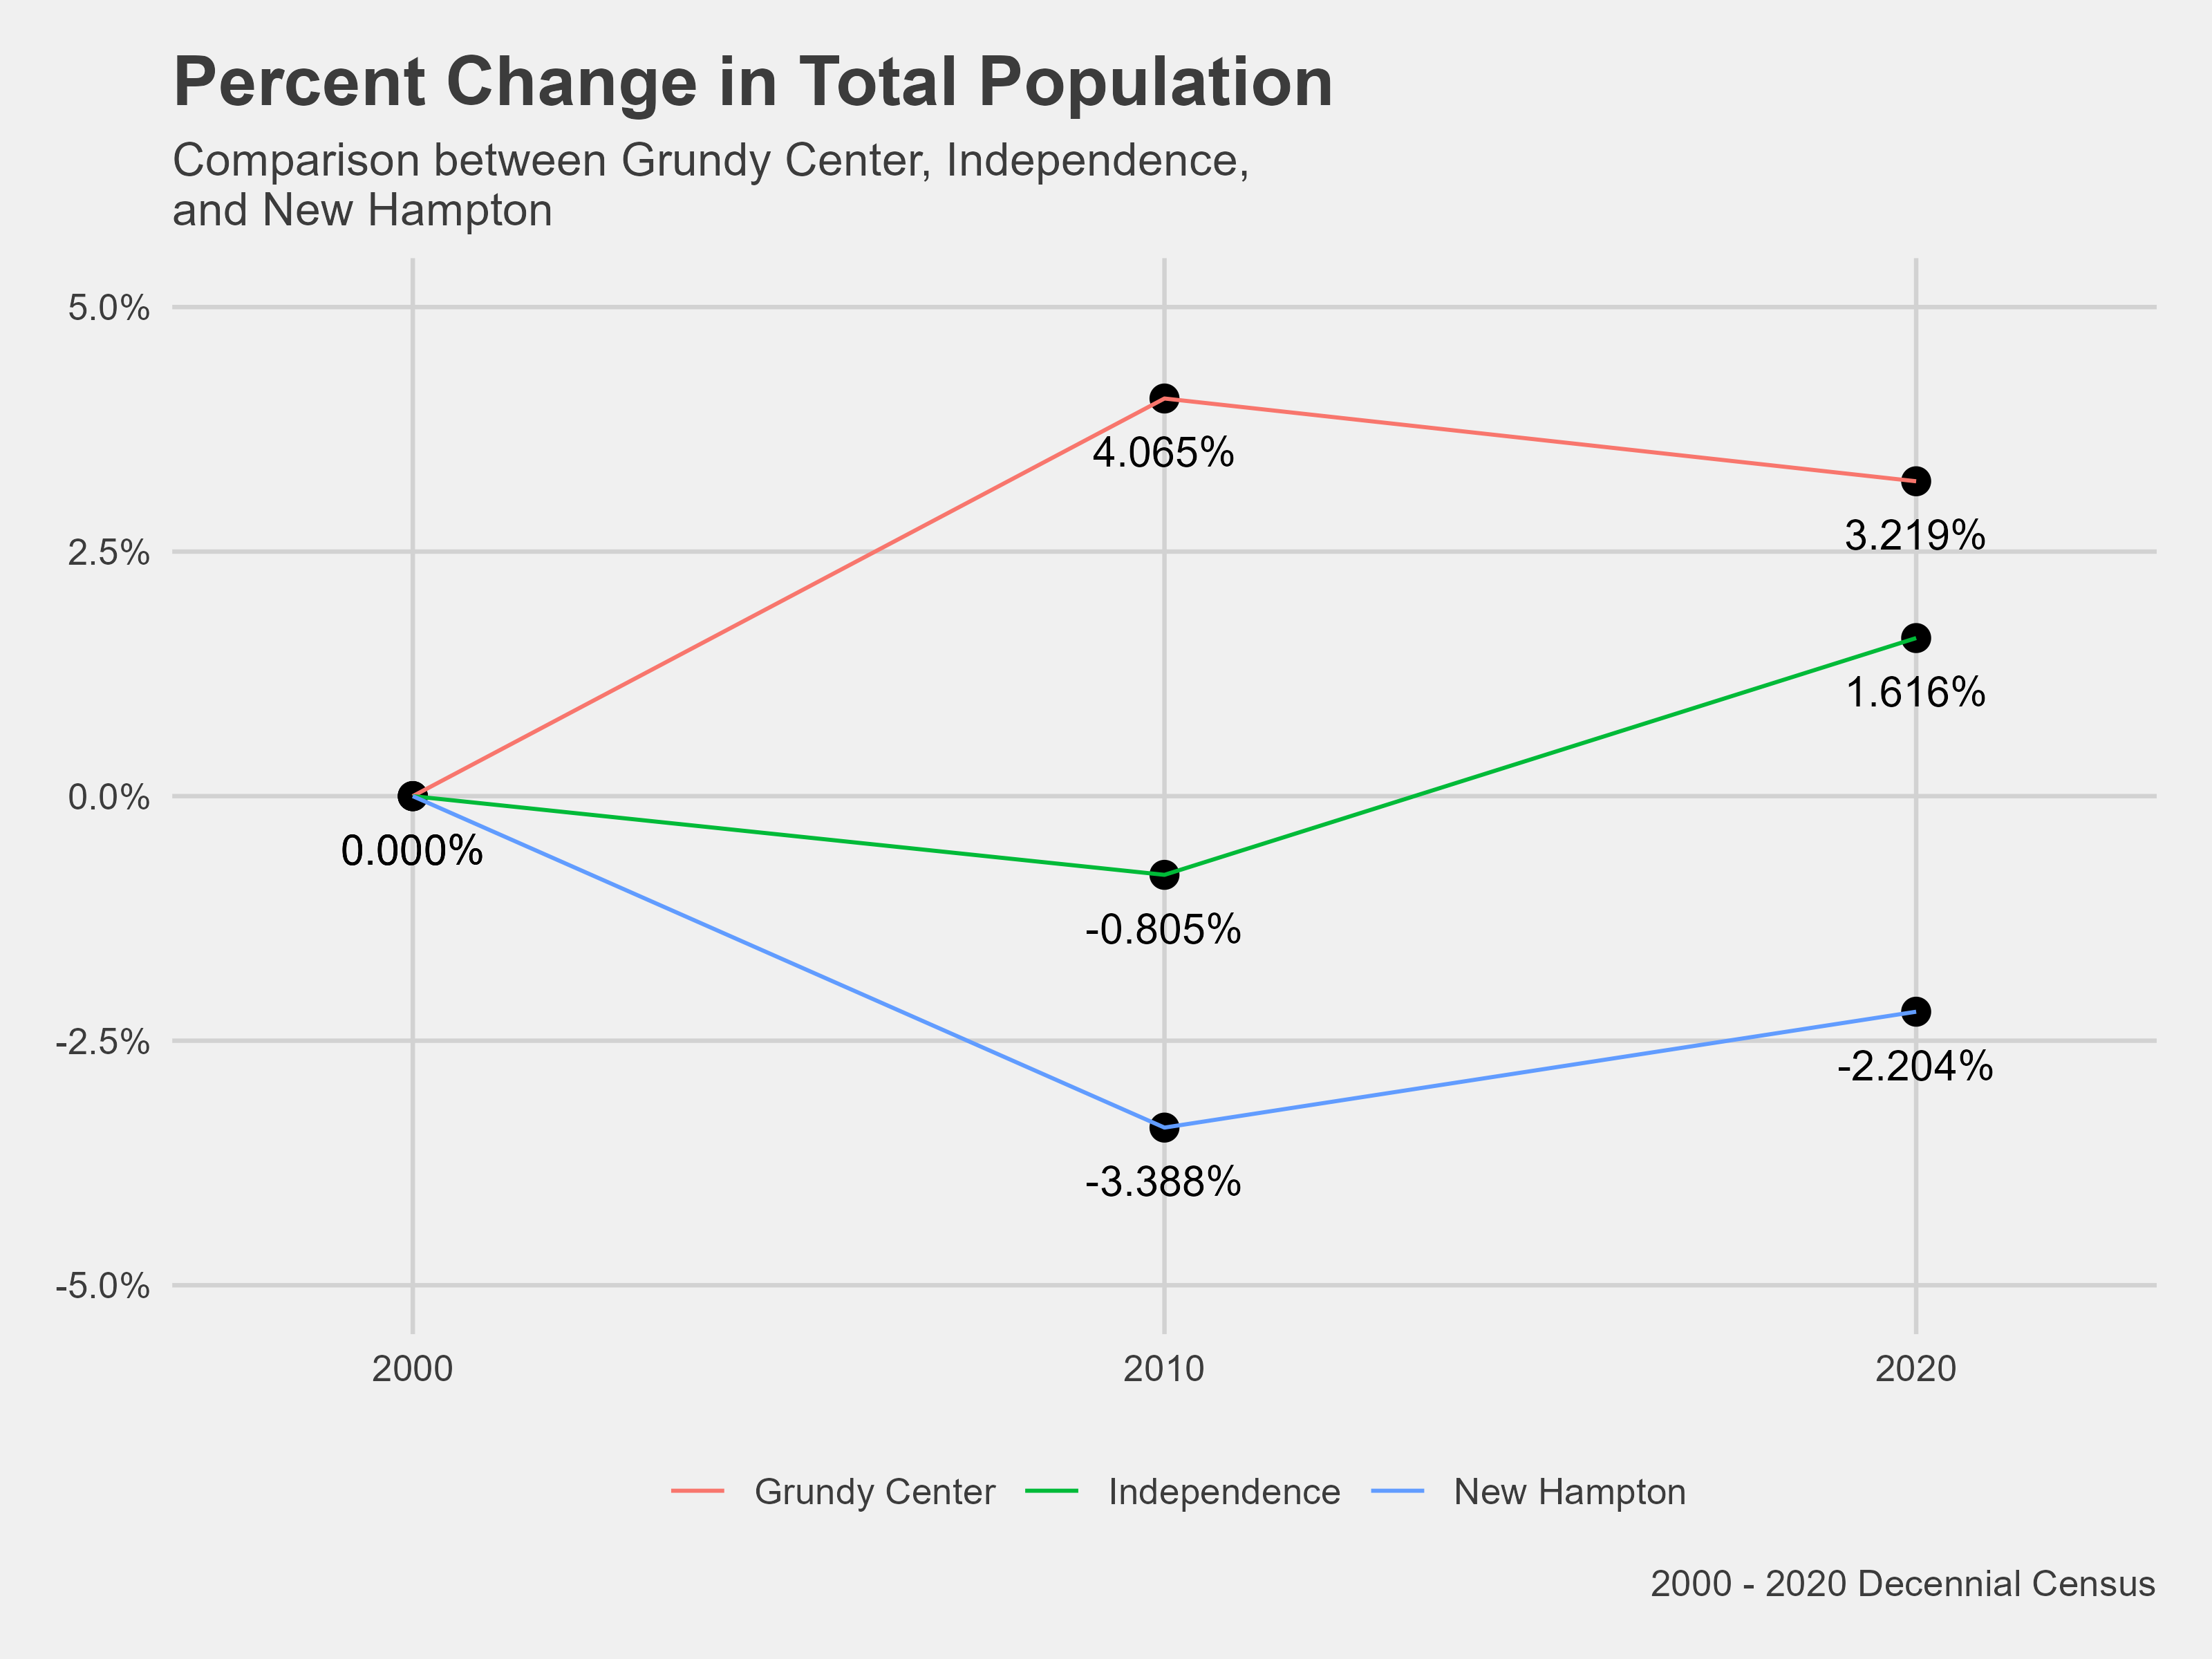 Percent Change in Total Population
Comparison between Grundy Center, Independence,
and New Hampton
5.0%
4.065%
3.219%
2.5%
1.616%
0.0%
0.000%
-0.805%
-2.5%
-2.204%
-3.388%
-5.0%
2000
2010
2020
Grundy Center
Independence
New Hampton
2000 - 2020 Decennial Census